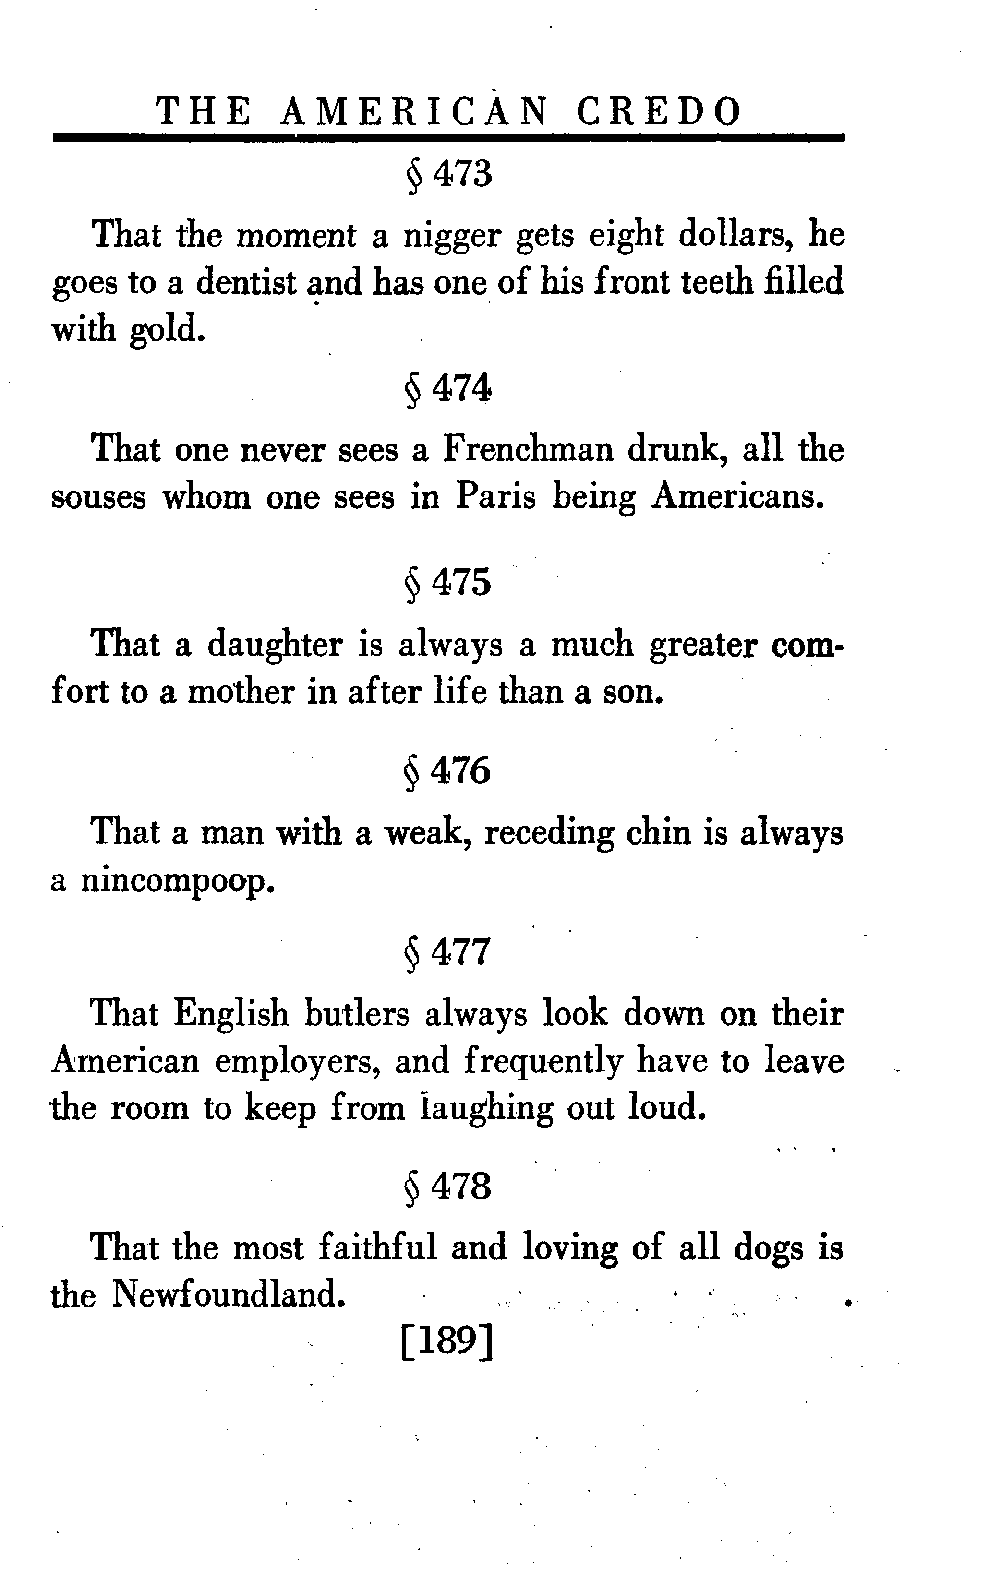 THE AMERICAN CREDO
§ 473
That the moment a nigger gets eight dollars, he
goes to a dentist and has one of his front teeth filled
with gold.
§ 474
That one never sees a Frenchman drunk, all the
souses whom one sees in Paris being Americans.
§ 475
That a daughter is always a much greater com-
fort to a mother in after life than a son.
§ 476
That a man with a weak, receding chin is always
a nincompoop.
§ 477
That English butlers always look down on their
American employers, and frequently have to leave
the room to keep from laughing out loud.
§ 478
That the most faithful and loving of all dogs is
the Newfoundland.
[189]